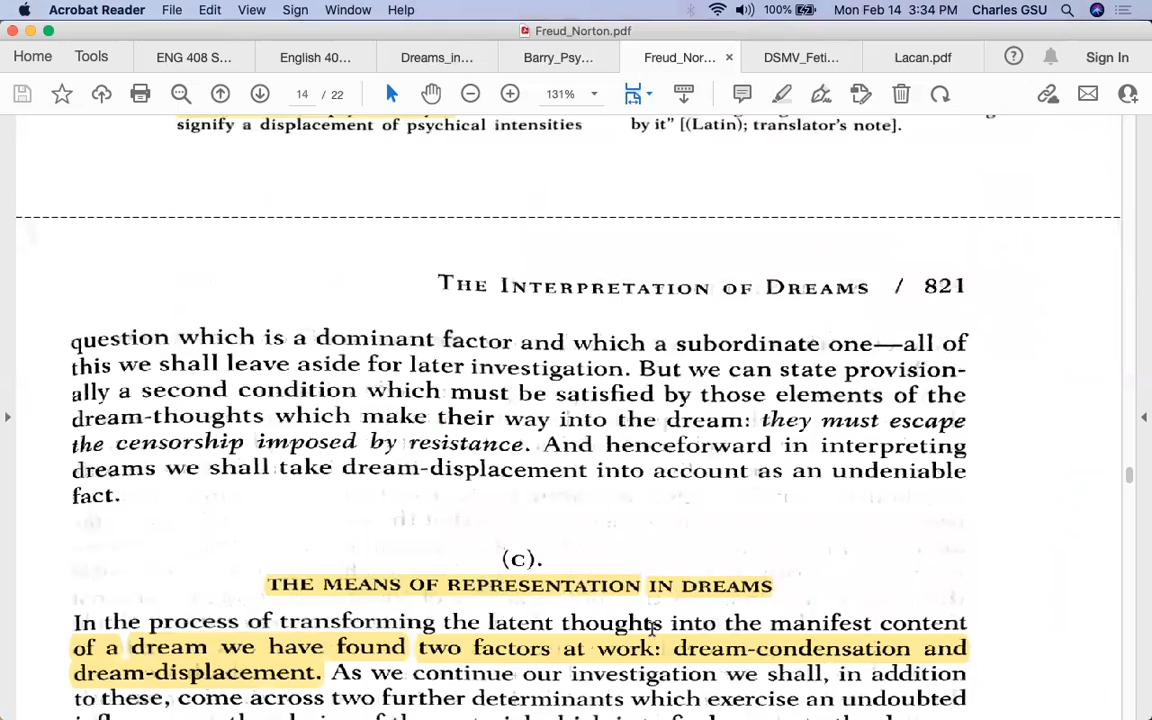 Acrobat Reader File Edit View Sign Window Help 100% Mon Feb 14 3:34 PM Charles GSU
Freud_Norton.pdf
Home Tools ENG 408 S... English 40... Dreams_in... Barry_Psy... Freud_Nor... × DSMV_Feti... Lacan.pdf Sign In
14 / 22 131%
signify a displacement of psychical intensities
by it” [(Latin); translator’s note].
THE INTERPRETATION OF DREAMS / 821
question which is a dominant factor and which a subordinate one—all of
this we shall leave aside for later investigation. But we can state provision-
ally a second condition which must be satisfied by those elements of the
dream-thoughts which make their way into the dream: they must escape
the censorship imposed by resistance. And henceforward in interpreting
dreams we shall take dream-displacement into account as an undeniable
fact.
(C).
THE MEANS OF REPRESENTATION IN DREAMS
In the process of transforming the latent thoughts into the manifest content
of a dream we have found two factors at work: dream-condensation and
dream-displacement. As we continue our investigation we shall, in addition
to these, come across two further determinants which exercise an undoubted